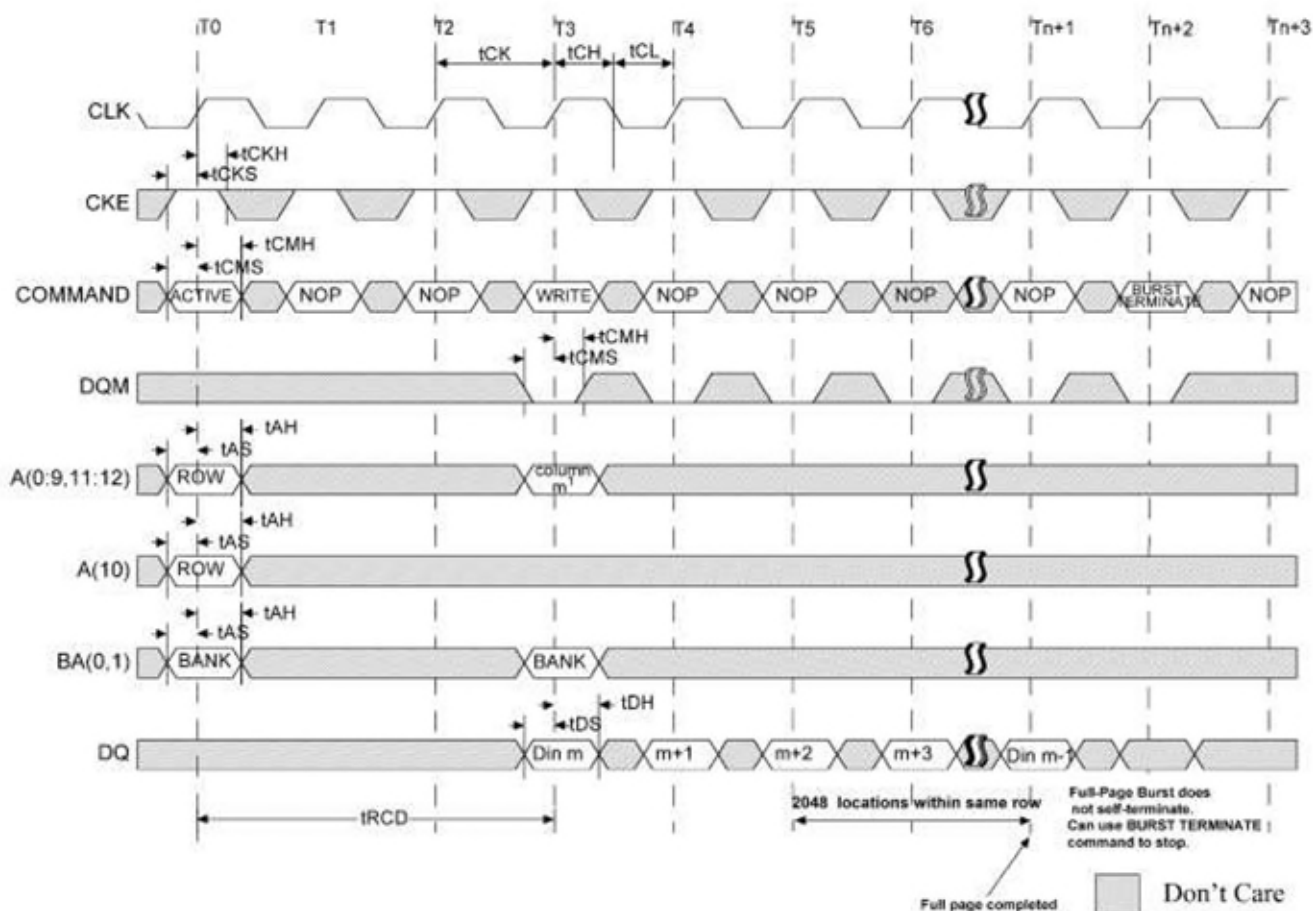 T0 T1 T2 T3 T4 T5 T6 Tn+1 Tn+2 Tn+3
tCK tCH tCL
CLK
tCKH
tCKS
CKE
tCMH
tCMS
COMMAND ACTIVE NOP NOP WRITE NOP NOP NOP NOP BURST TERMINATE NOP
tCMH
tCMS
DQM
tAH
tAS
A(0:9,11:12) ROW column m1
tAH
tAS
A(10) ROW
tAH
tAS
BA(0,1) BANK BANK
tDH
tDS
DQ Din m m+1 m+2 m+3 Din m-1
tRCD
2048 locations within same row
Full-Page Burst does
not self-terminate.
Can use BURST TERMINATE
command to stop.
Full page completed
Don't Care